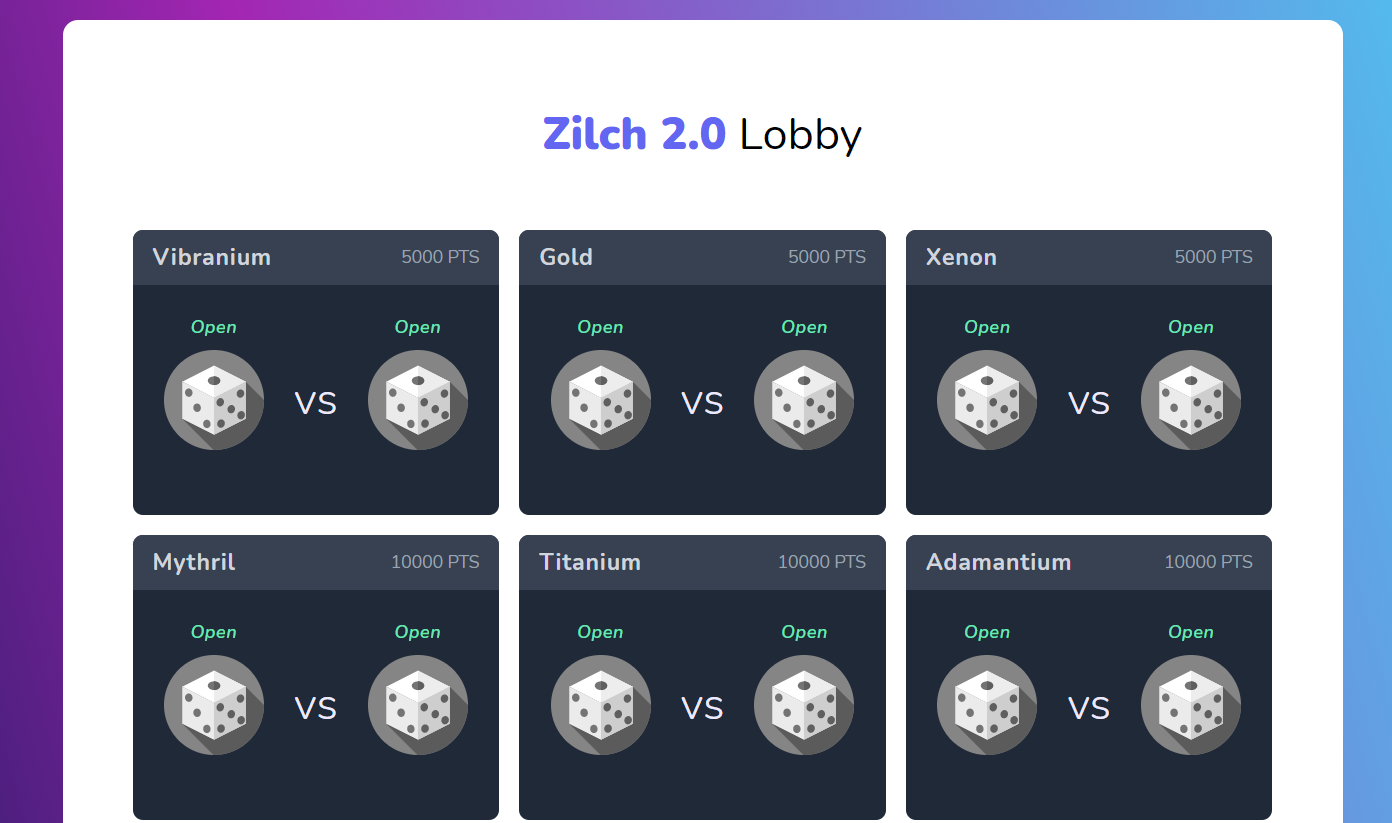 Zilch 2.0 Lobby
Vibranium 5000 PTS
Open Open
VS
Gold 5000 PTS
Open Open
VS
Xenon 5000 PTS
Open Open
VS
Mythril 10000 PTS
Open Open
VS
Titanium 10000 PTS
Open Open
VS
Adamantium 10000 PTS
Open Open
VS